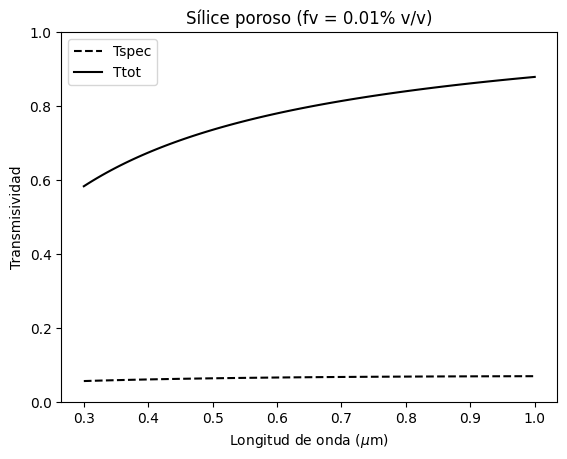 Sílice poroso (fv = 0.01% v/v)
Tspec
Ttot
Transmisividad
1.0
0.8
0.6
0.4
0.2
0.0
0.3 0.4 0.5 0.6 0.7 0.8 0.9 1.0
Longitud de onda (μm)